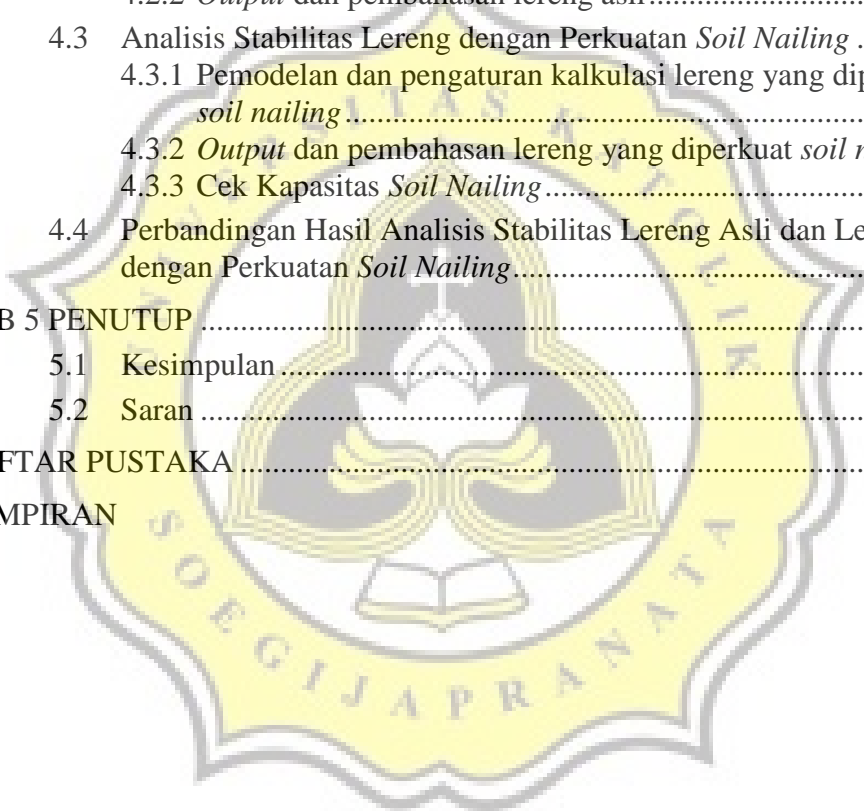 4.2.2 Output dan pembahasan lereng asli........................................
4.3 Analisis Stabilitas Lereng dengan Perkuatan Soil Nailing .
4.3.1 Pemodelan dan pengaturan kalkulasi lereng yang dip
soil nailing........................................
4.3.2 Output dan pembahasan lereng yang diperkuat soil n
4.3.3 Cek Kapasitas Soil Nailing........................................
4.4 Perbandingan Hasil Analisis Stabilitas Lereng Asli dan Le
dengan Perkuatan Soil Nailing........................................
B 5 PENUTUP ........................................
5.1 Kesimpulan ........................................
5.2 Saran ........................................
FTAR PUSTAKA ........................................
MPIRAN
UNIVERSITAS KATOLIK
SOEGIJAPRANATA